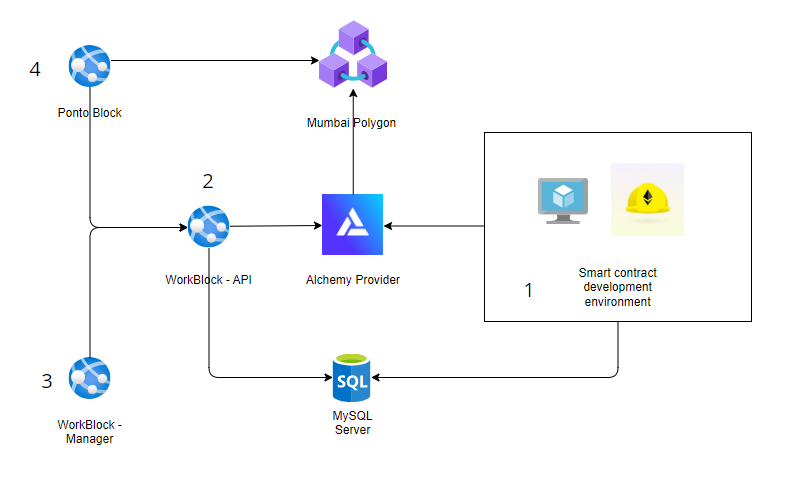 4
Ponto Block
Mumbai Polygon
2
WorkBlock - API
Alchemy Provider
1
Smart contract
development
environment
3
WorkBlock -
Manager
SQL
MySQL
Server